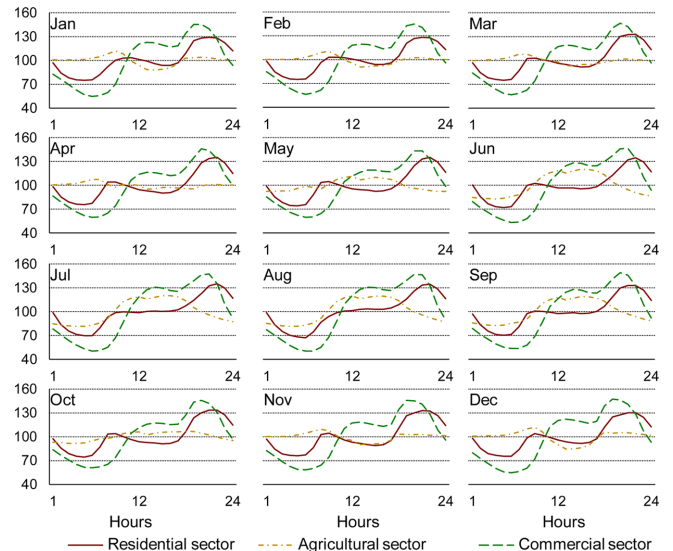 160
130
100
70
40
Jan
Feb
Mar
1 12 24 1 12 24 1 12 24
160
130
100
70
40
Apr
May
Jun
1 12 24 1 12 24 1 12 24
160
130
100
70
40
Jul
Aug
Sep
1 12 24 1 12 24 1 12 24
160
130
100
70
40
Oct
Nov
Dec
1 12 24 1 12 24 1 12 24
Hours Hours Hours
Residential sector Agricultural sector Commercial sector